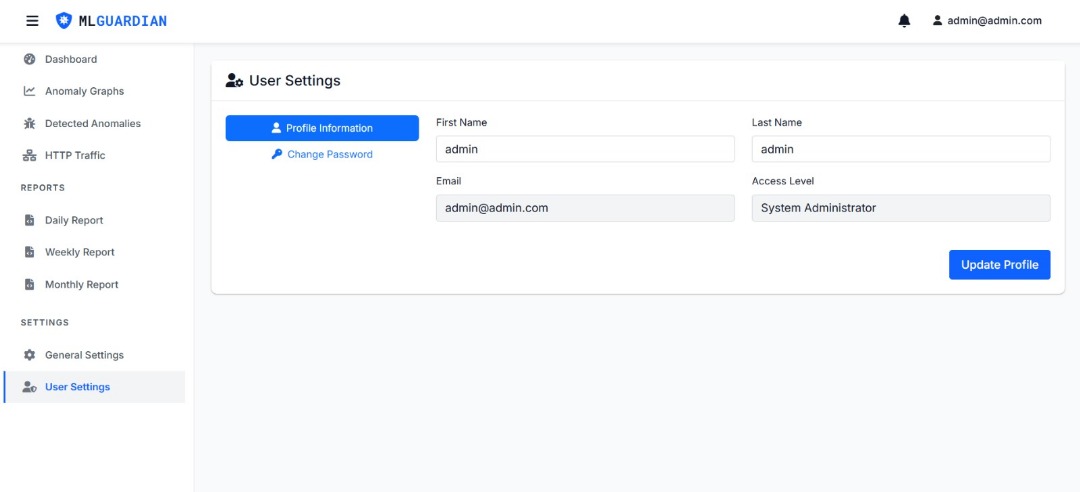 MLGUARDIAN
admin@admin.com
Dashboard
Anomaly Graphs
Detected Anomalies
HTTP Traffic
REPORTS
Daily Report
Weekly Report
Monthly Report
SETTINGS
General Settings
User Settings
User Settings
Profile Information
Change Password
First Name
admin
Last Name
admin
Email
admin@admin.com
Access Level
System Administrator
Update Profile